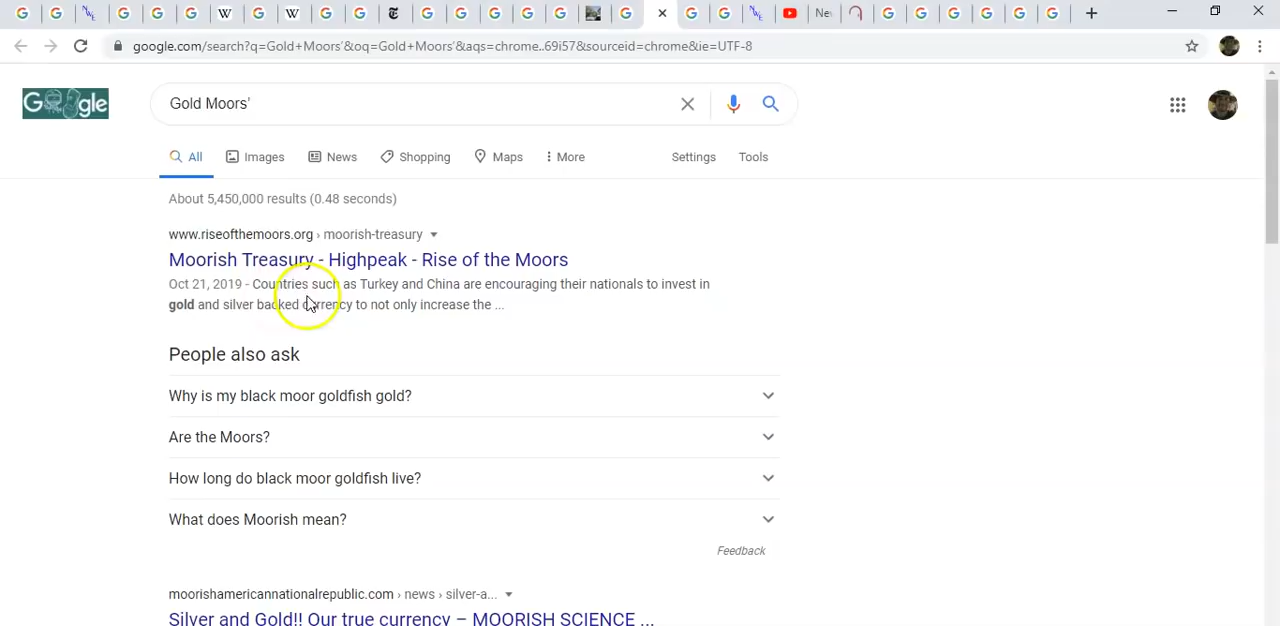 New
google.com/search?q=Gold+Moors'&oq=Gold+Moors'&aqs=chrome..69i57&sourceid=chrome&ie=UTF-8
Google
Gold Moors'
All
Images
News
Shopping
Maps
More
Settings
Tools
About 5,450,000 results (0.48 seconds)
www.riseofthemoors.org › moorish-treasury
Moorish Treasury - Highpeak - Rise of the Moors
Oct 21, 2019 - Countries such as Turkey and China are encouraging their nationals to invest in
gold and silver backed currency to not only increase the ...
People also ask
Why is my black moor goldfish gold?
Are the Moors?
How long do black moor goldfish live?
What does Moorish mean?
Feedback
moorishamericannationalrepublic.com › news › silver-a...
Silver and Gold!! Our true currency – MOORISH SCIENCE ...